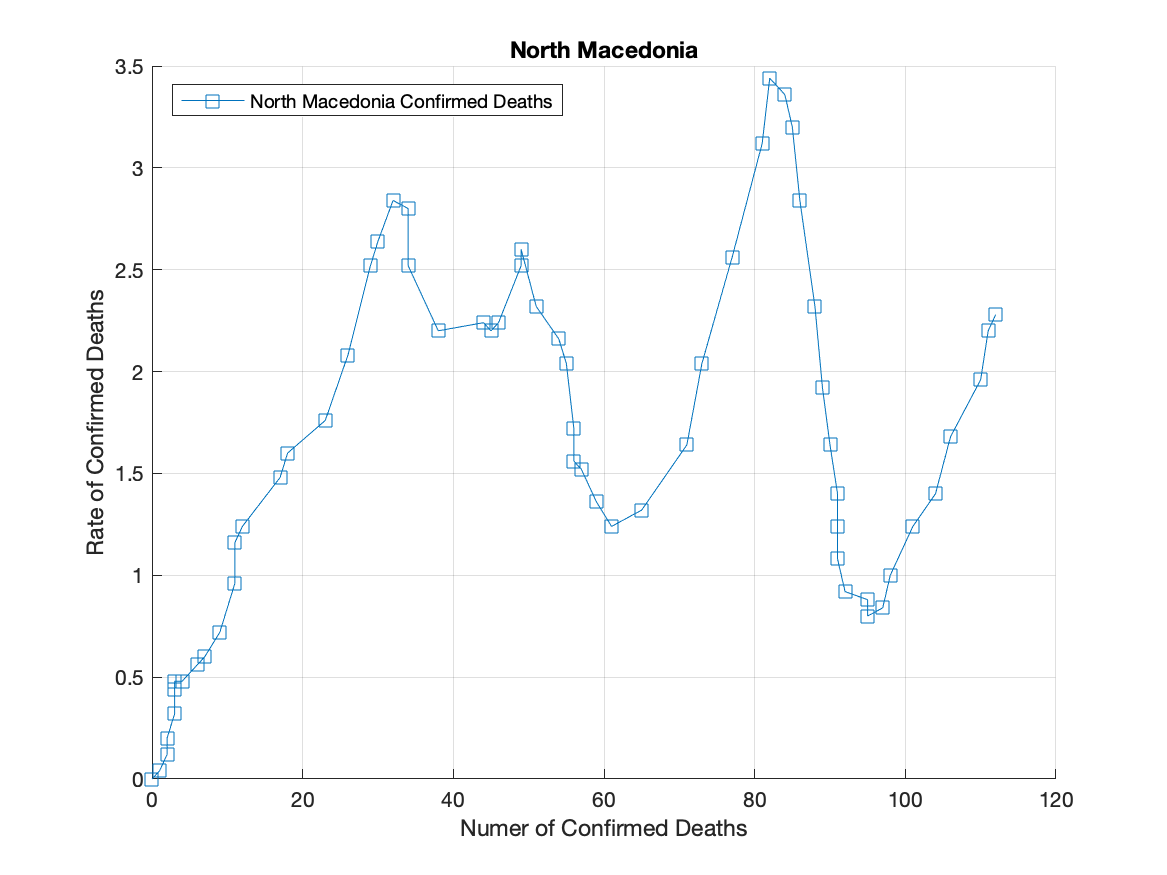 North Macedonia
North Macedonia Confirmed Deaths
Rate of Confirmed Deaths
3.5
3
2.5
2
1.5
1
0.5
0
0 20 40 60 80 100 120
Numer of Confirmed Deaths